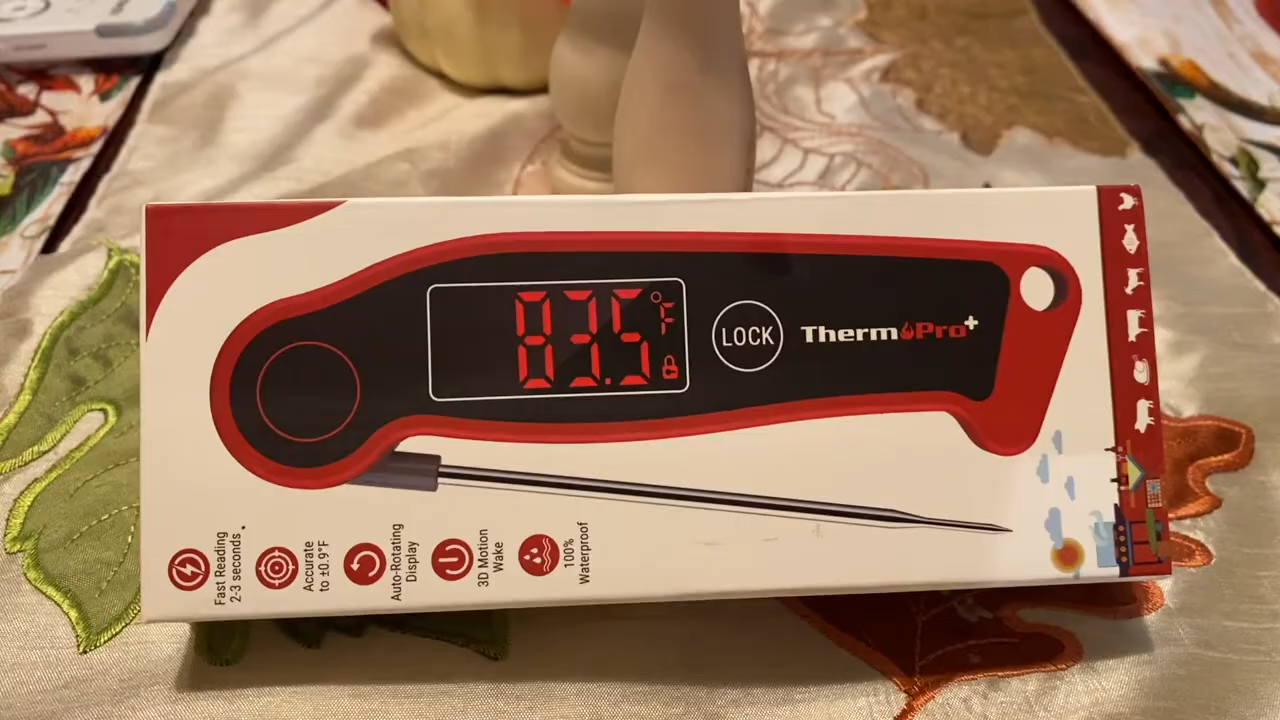 83.5 °F
LOCK
ThermoPro+
Fast Reading
2-3 seconds.
Accurate
to ±0.9°F
Auto-Rotating
Display
3D Motion
Wake
100%
Waterproof